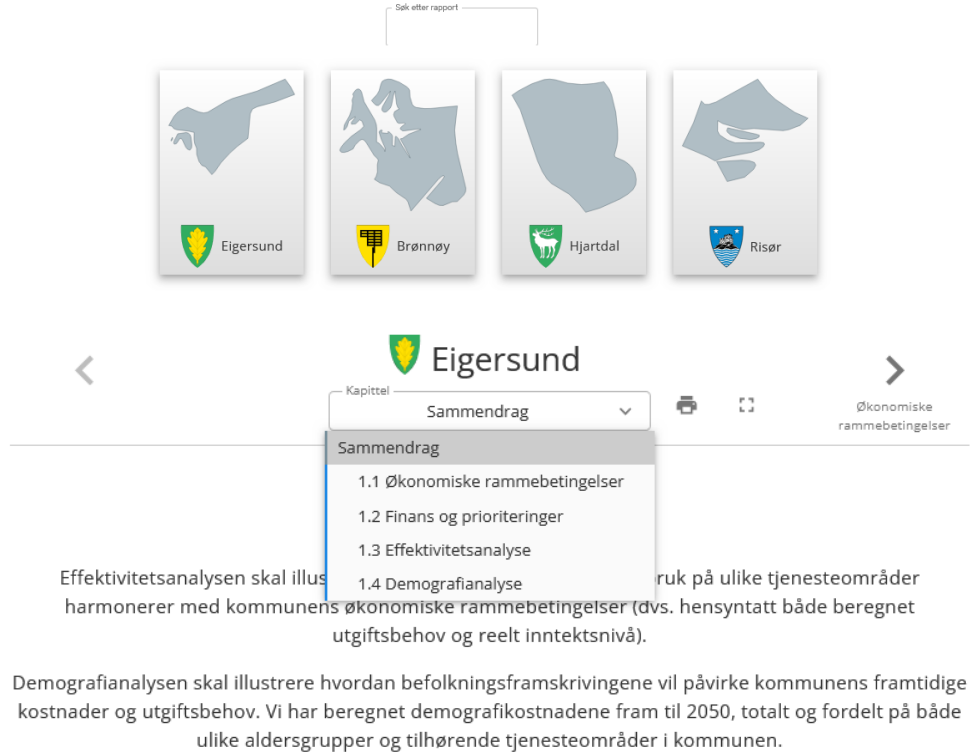 Søk etter rapport
Eigersund
Brønnøy
Hjartdal
Risør
Eigersund
Kapittel
Sammendrag
Økonomiske
rammebetingelser
Sammendrag
1.1 Økonomiske rammebetingelser
1.2 Finans og prioriteringer
1.3 Effektivitetsanalyse
1.4 Demografianalyse
Effektivitetsanalysen skal på ulike tjenesteområder
harmonerer med kommunens økonomiske rammebetingelser (dvs. hensyntatt både beregnet
utgiftsbehov og reelt inntektsnivå).
Demografianalysen skal illustrere hvordan befolkningsframskrivingene vil påvirke kommunens framtidige
kostnader og utgiftsbehov. Vi har beregnet demografikostnadene fram til 2050, totalt og fordelt på både
ulike aldersgrupper og tilhørende tjenesteområder i kommunen.